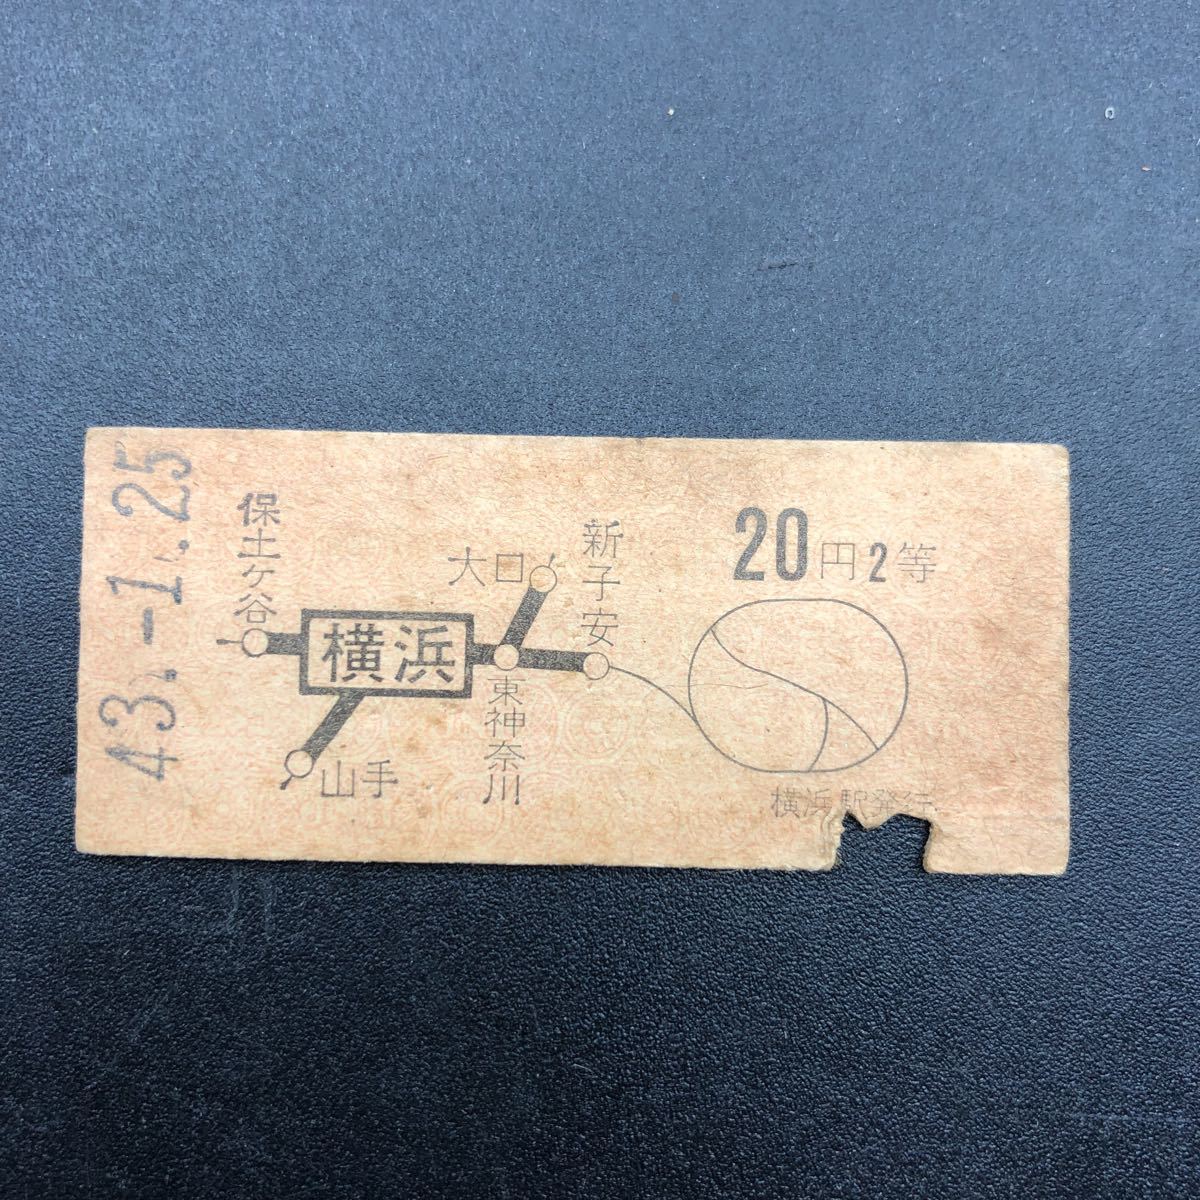 43.-1.25
保土ケ谷
横浜
山手
大口
東神奈川
新子安
20円2等
横浜駅発行